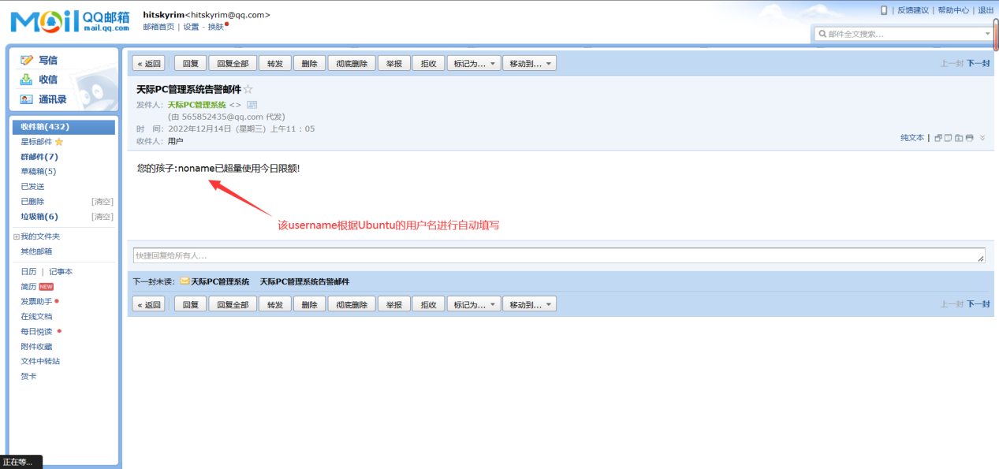 Mail QQ邮箱 mail.qq.com
hitskyrim<hitskyrim@qq.com>
邮箱首页 | 设置 - 换肤
| 反馈建议 | 帮助中心 | 退出
邮件全文搜索...
写信
收信
通讯录
收件箱(432)
星标邮件
群邮件(7)
草稿箱(5)
已发送
已删除 [清空]
垃圾箱(6) [清空]
我的文件夹
其他邮箱
日历 | 记事本
简历 NEW
发票助手
在线文档
每日悦读
附件收藏
文件中转站
贺卡
正在等...
« 返回 回复 回复全部 转发 删除 彻底删除 举报 拒收 标记为... 移动到... 上一封 下一封
天际PC管理系统告警邮件☆
发件人: 天际PC管理系统 <>
(由 565852435@qq.com 代发)
时 间: 2022年12月14日 (星期三) 上午11:05
收件人: 用户
纯文本 |
您的孩子:noname已超量使用今日限额!
该username根据Ubuntu的用户名进行自动填写
快捷回复给所有人...
下一封未读: 天际PC管理系统 天际PC管理系统告警邮件
« 返回 回复 回复全部 转发 删除 彻底删除 举报 拒收 标记为... 移动到... 上一封 下一封